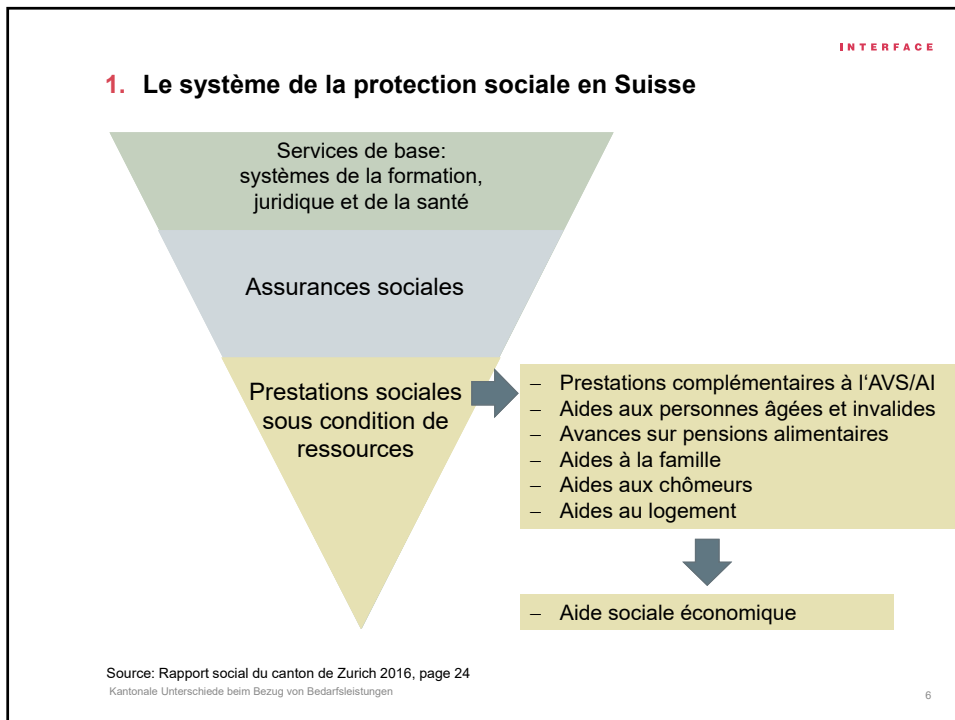 INTERFACE
1. Le système de la protection sociale en Suisse
Services de base:
systèmes de la formation,
juridique et de la santé
Assurances sociales
Prestations sociales
sous condition de
ressources
– Prestations complémentaires à l‘AVS/AI
– Aides aux personnes âgées et invalides
– Avances sur pensions alimentaires
– Aides à la famille
– Aides aux chômeurs
– Aides au logement
– Aide sociale économique
Source: Rapport social du canton de Zurich 2016, page 24
Kantonale Unterschiede beim Bezug von Bedarfsleistungen
6